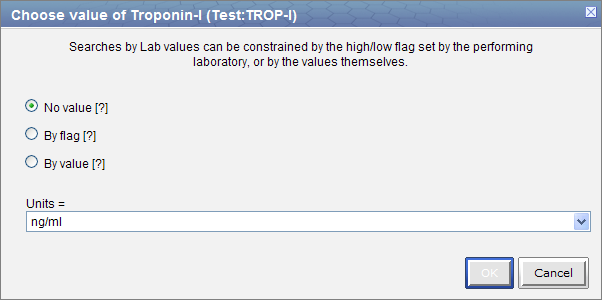 Choose value of Troponin-I (Test:TROP-I)
Searches by Lab values can be constrained by the high/low flag set by the performing
laboratory, or by the values themselves.
No value [?]
By flag [?]
By value [?]
Units =
ng/ml
OK
Cancel